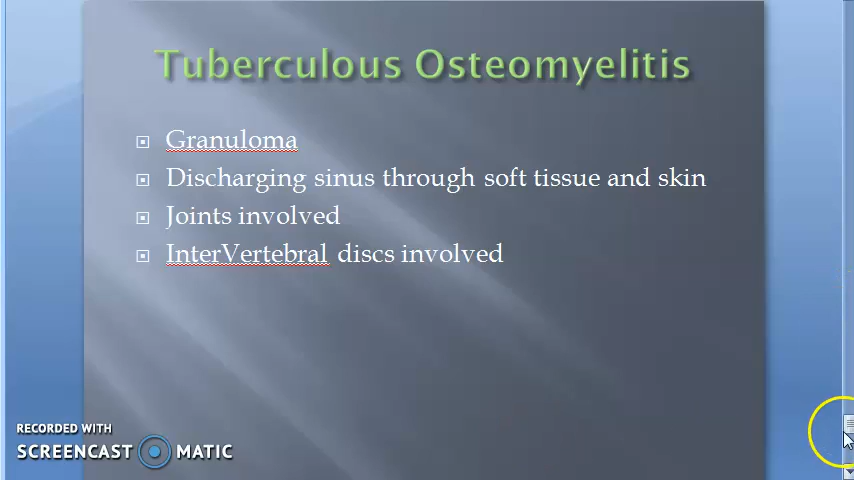 Tuberculous Osteomyelitis
Granuloma
Discharging sinus through soft tissue and skin
Joints involved
InterVertebral discs involved
RECORDED WITH
SCREENCAST MATIC